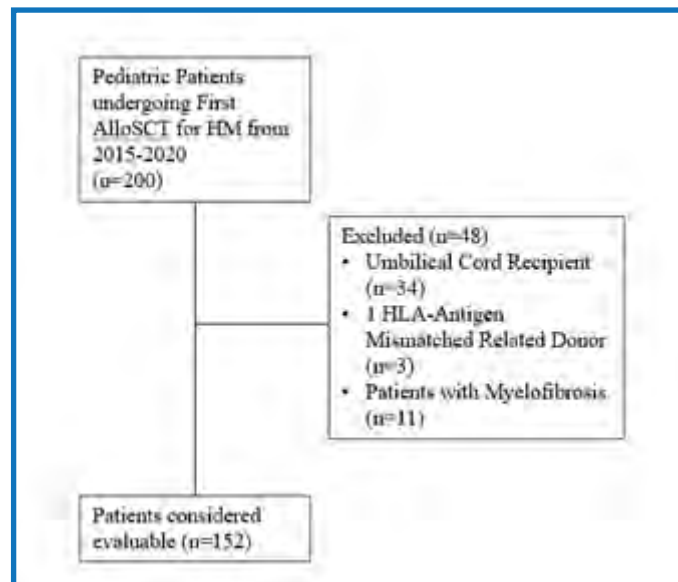 Pediatric Patients
undergoing First
AlloSCT for HM from
2015-2020
(n=200)
Excluded (n=48)
• Umbilical Cord Recipient
(n=34)
• 1 HLA-Antigen
Mismatched Related Donor
(n=3)
• Patients with Myelofibrosis
(n=11)
Patients considered
evaluable (n=152)